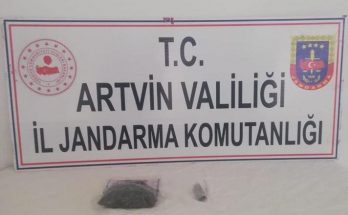 T.C.
ARTVİN VALİLİĞİ
İL JANDARMA KOMUTANLIĞI